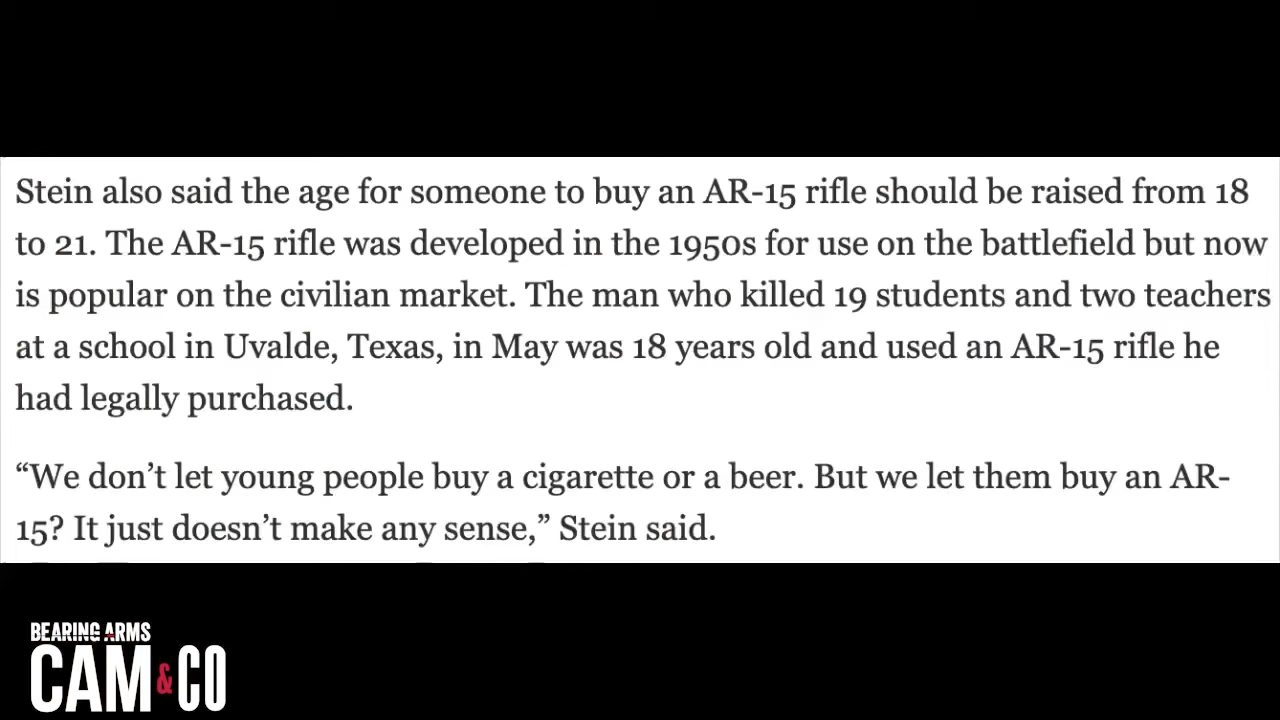 Stein also said the age for someone to buy an AR-15 rifle should be raised from 18
to 21. The AR-15 rifle was developed in the 1950s for use on the battlefield but now
is popular on the civilian market. The man who killed 19 students and two teachers
at a school in Uvalde, Texas, in May was 18 years old and used an AR-15 rifle he
had legally purchased.
“We don’t let young people buy a cigarette or a beer. But we let them buy an AR-
15? It just doesn’t make any sense,” Stein said.
BEARING ARMS
CAM & CO